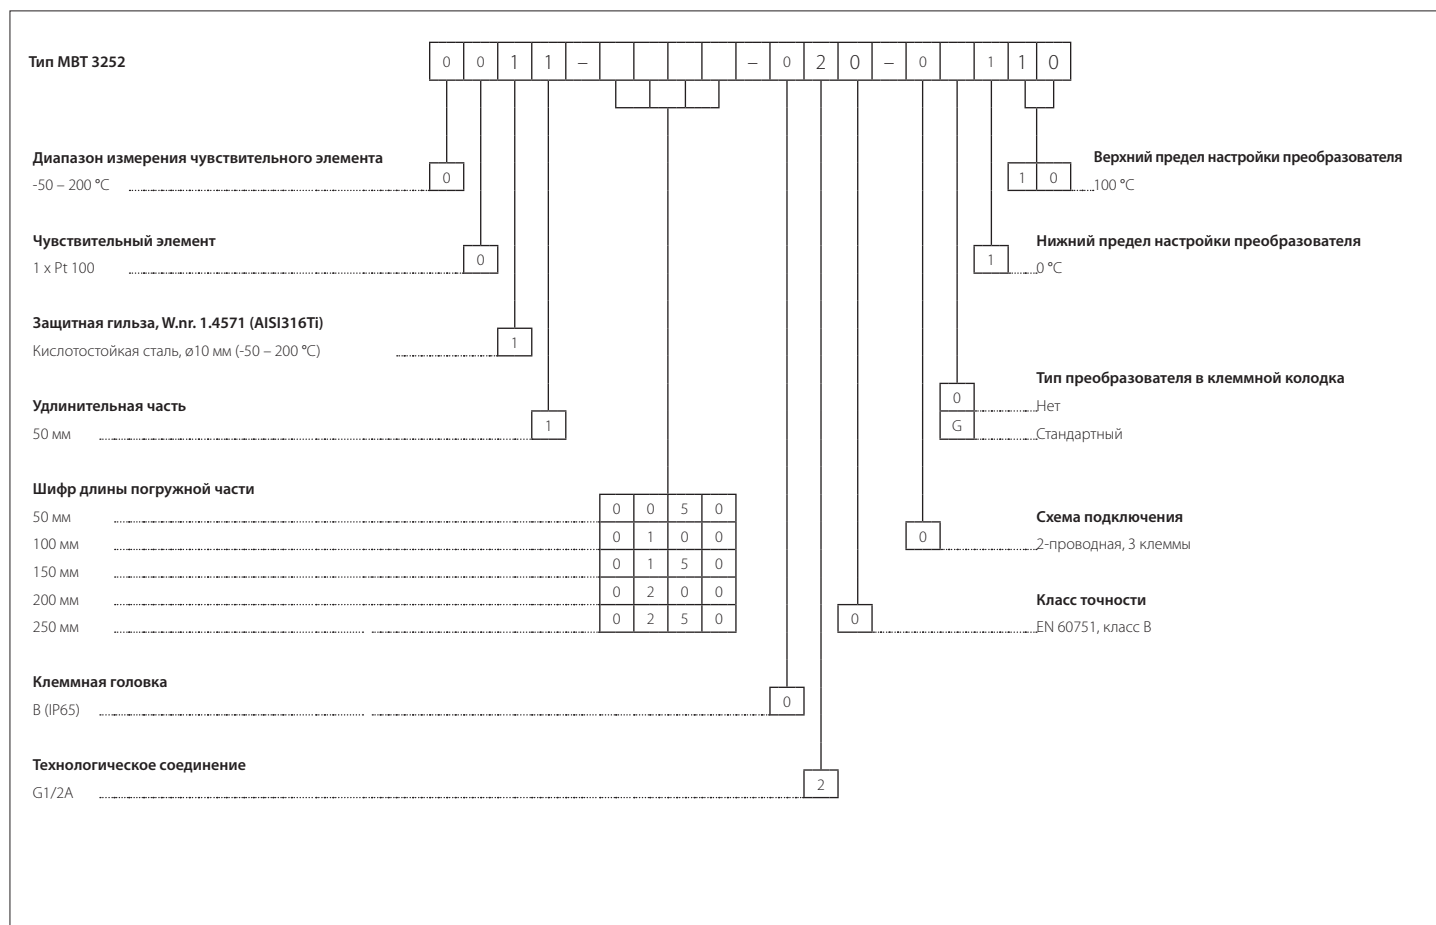 Тип MBT 3252
0 0 1 1 – – 0 2 0 – 0 1 1 0
Диапазон измерения чувствительного элемента
-50 – 200 °C 0
Верхний предел настройки преобразователя
1 0 100 °C
Чувствительный элемент
1 x Pt 100 0
Нижний предел настройки преобразователя
1 0 °C
Защитная гильза, W.nr. 1.4571 (AISI316Ti)
Кислотостойкая сталь, ø10 мм (-50 – 200 °C) 1
Тип преобразователя в клеммной колодка
0 Нет
G Стандартный
Удлинительная часть
50 мм 1
Шифр длины погружной части
50 мм 0 0 5 0
100 мм 0 1 0 0
150 мм 0 1 5 0
200 мм 0 2 0 0
250 мм 0 2 5 0
Схема подключения
0 2-проводная, 3 клеммы
Класс точности
0 EN 60751, класс B
Клеммная головка
B (IP65) 0
Технологическое соединение
G1/2A 2